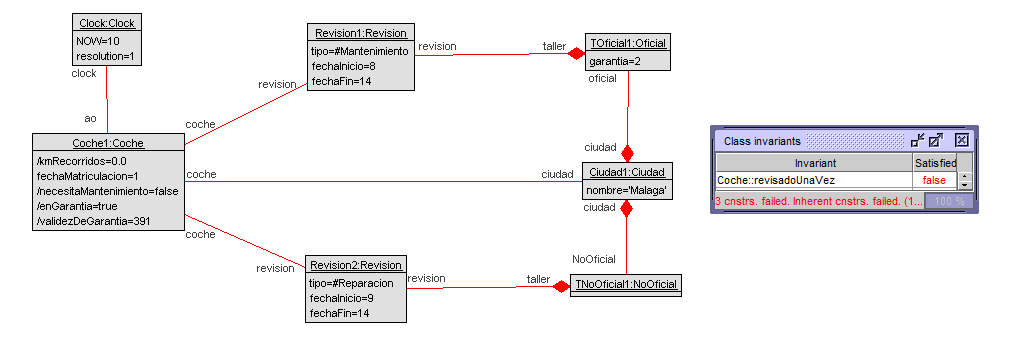 Clock:Clock
NOW=10
resolution=1
clock
ao
Revision1:Revision
tipo=#Mantenimiento
fechaInicio=8
fechaFin=14
revision
revision
coche
taller
TOficial1:Oficial
garantia=2
oficial
Coche1:Coche
/kmRecorridos=0.0
fechaMatriculacion=1
/necesitaMantenimiento=false
/enGarantia=true
/validezDeGarantia=391
coche
ciudad
ciudad
Ciudad1:Ciudad
nombre='Malaga'
ciudad
coche
revision
Revision2:Revision
tipo=#Reparacion
fechaInicio=9
fechaFin=14
revision
taller
NoOficial
TNoOficial1:NoOficial
Class invariants
Invariant Satisfied
Coche::revisadoUnaVez false
3 cnstrs. failed. Inherent cnstrs. failed. (1... 100 %